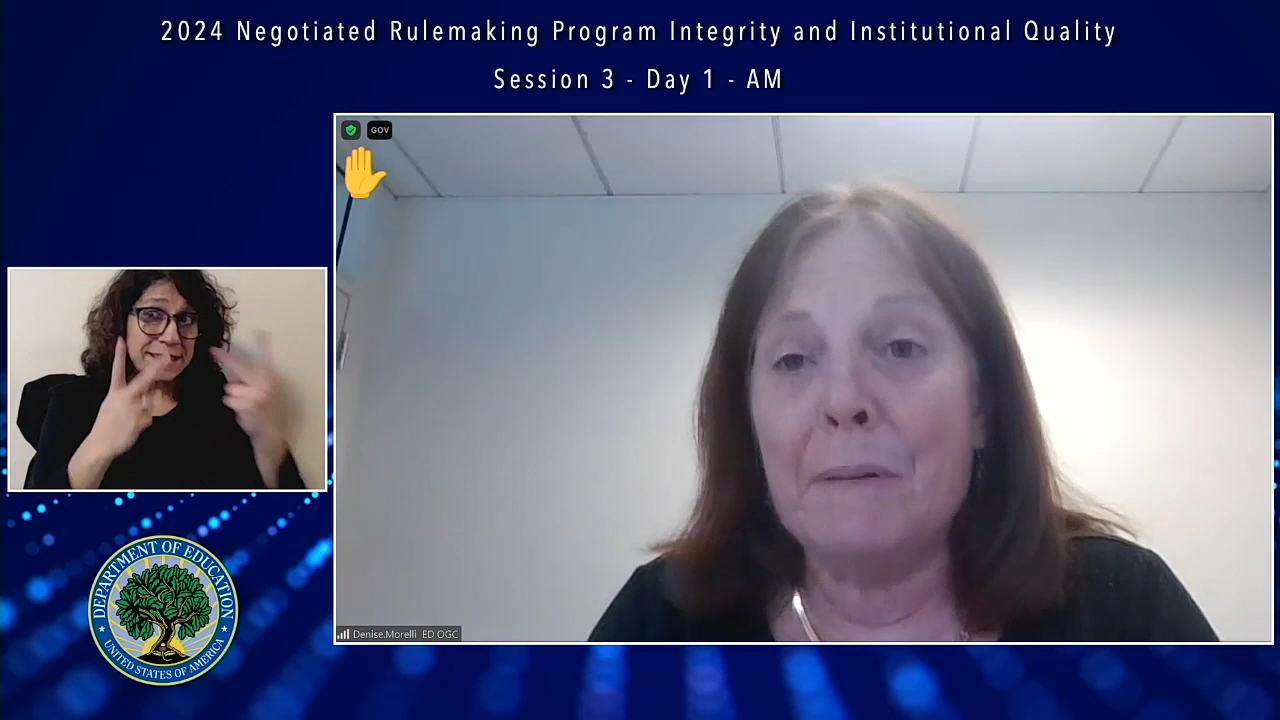 2024 Negotiated Rulemaking Program Integrity and Institutional Quality
Session 3 - Day 1 - AM
GOV
Denise.Morelli ED OGC
DEPARTMENT OF EDUCATION
UNITED STATES OF AMERICA